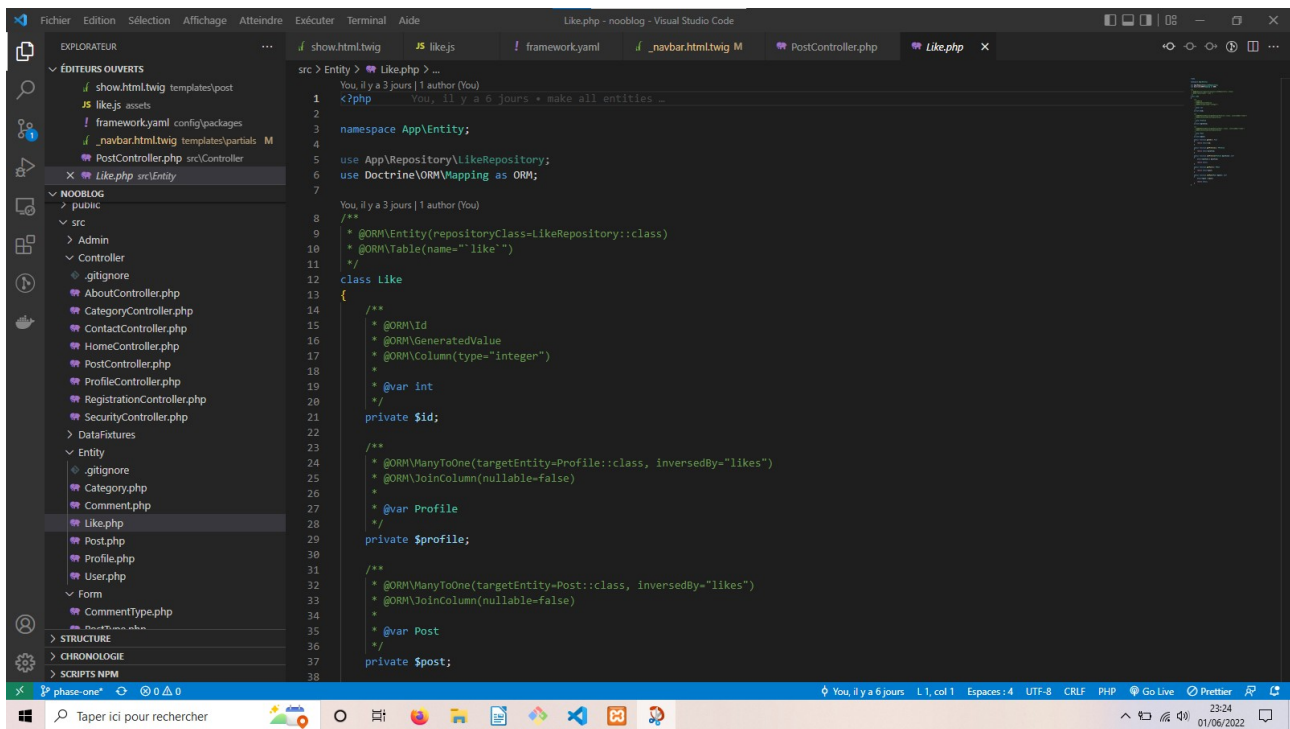 Fichier Edition Sélection Affichage Atteindre Exécuter Terminal Aide
Like.php - nooblog - Visual Studio Code
EXPLORATEUR
ÉDITEURS OUVERTS
show.html.twig templates\post
JS like.js assets
! framework.yaml config\packages
_navbar.html.twig templates\partials M
PostController.php src\Controller
Like.php src\Entity
NOOBLOG
> public
src
> Admin
Controller
.gitignore
AboutController.php
CategoryController.php
ContactController.php
HomeController.php
PostController.php
ProfileController.php
RegistrationController.php
SecurityController.php
> DataFixtures
Entity
.gitignore
Category.php
Comment.php
Like.php
Post.php
Profile.php
User.php
Form
CommentType.php
PostType.php
> STRUCTURE
> CHRONOLOGIE
> SCRIPTS NPM
show.html.twig JS like.js ! framework.yaml _navbar.html.twig M PostController.php Like.php
src > Entity > Like.php > ...
You, il y a 3 jours | 1 author (You)
1 <?php You, il y a 6 jours • make all entities …
2
3 namespace App\Entity;
4
5 use App\Repository\LikeRepository;
6 use Doctrine\ORM\Mapping as ORM;
7
You, il y a 3 jours | 1 author (You)
8 /**
9 * @ORM\Entity(repositoryClass=LikeRepository::class)
10 * @ORM\Table(name="`like`")
11 */
12 class Like
13 {
14 /**
15 * @ORM\Id
16 * @ORM\GeneratedValue
17 * @ORM\Column(type="integer")
18 *
19 * @var int
20 */
21 private $id;
22
23 /**
24 * @ORM\ManyToOne(targetEntity=Profile::class, inversedBy="likes")
25 * @ORM\JoinColumn(nullable=false)
26 *
27 * @var Profile
28 */
29 private $profile;
30
31 /**
32 * @ORM\ManyToOne(targetEntity=Post::class, inversedBy="likes")
33 * @ORM\JoinColumn(nullable=false)
34 *
35 * @var Post
36 */
37 private $post;
38
phase-one* 0 0
You, il y a 6 jours L 1, col 1 Espaces : 4 UTF-8 CRLF PHP Go Live Prettier
Taper ici pour rechercher
23:24
01/06/2022